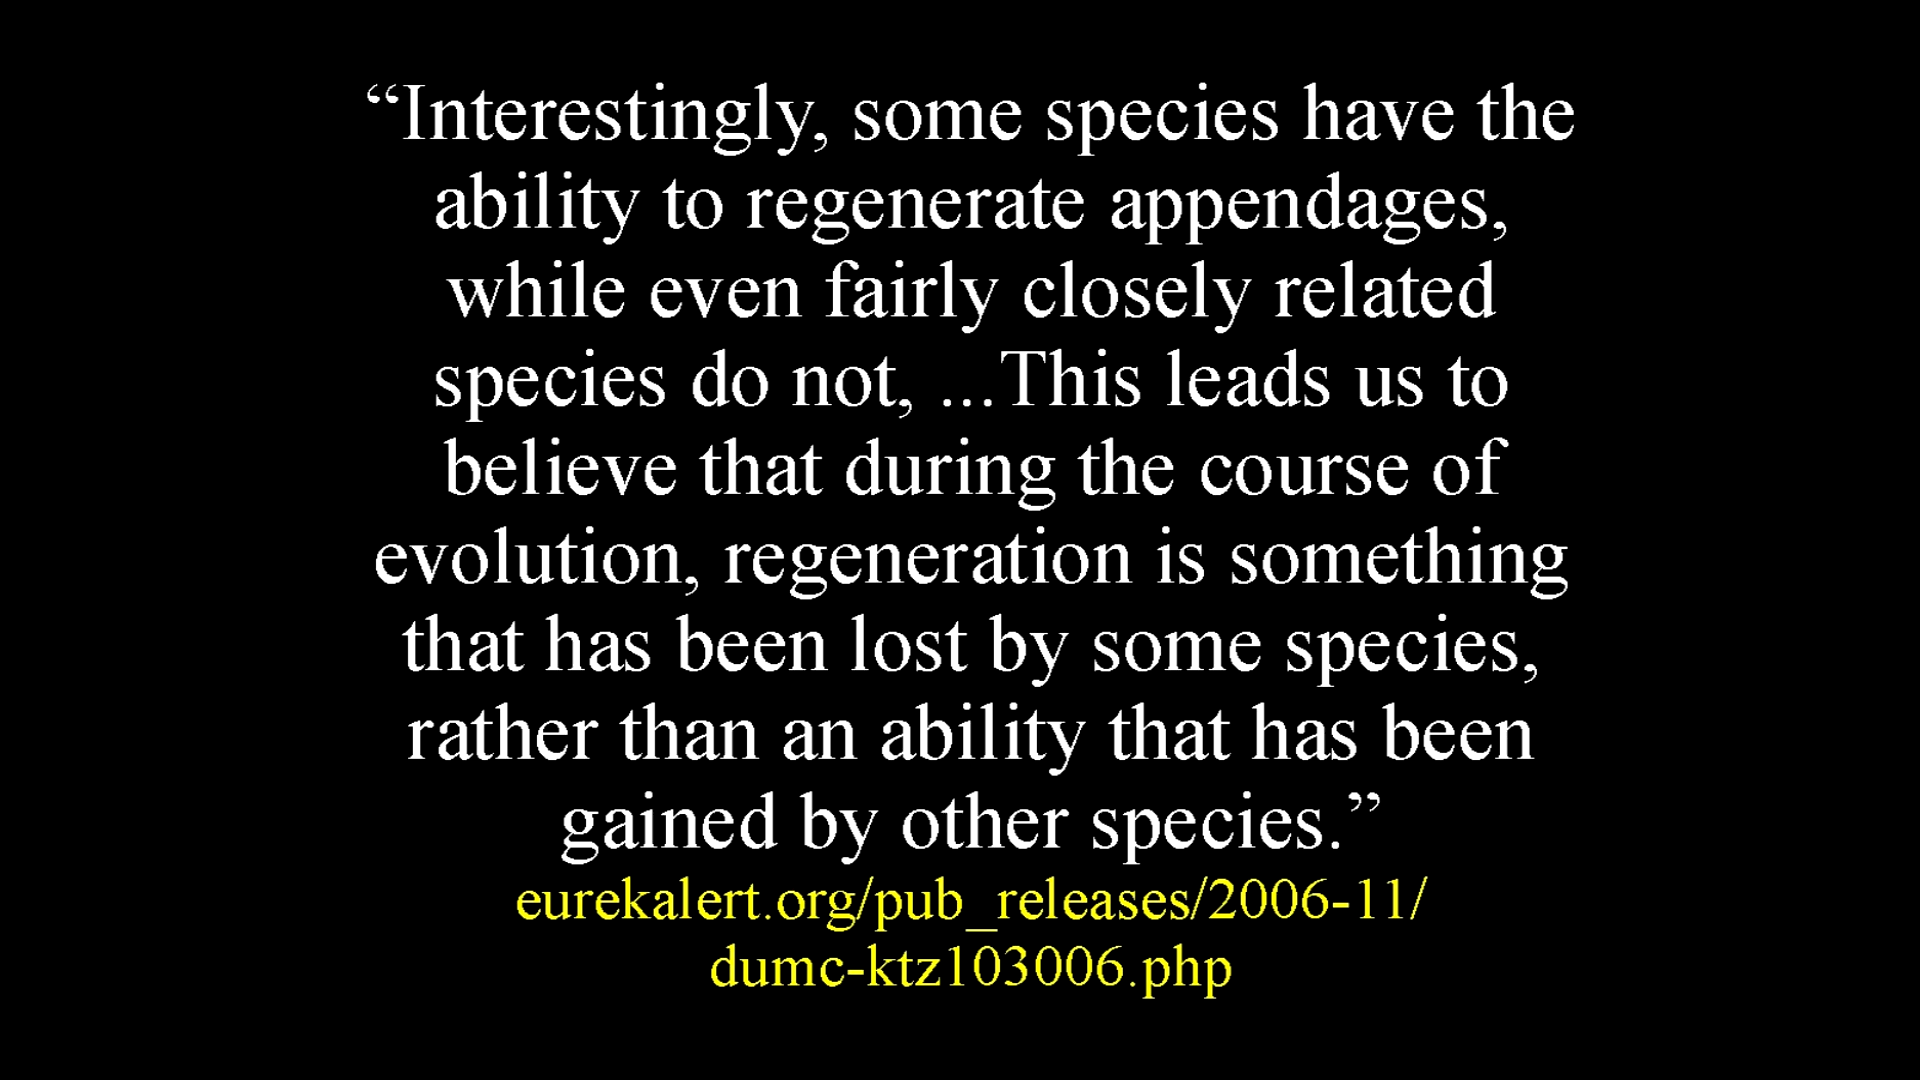 “Interestingly, some species have the
ability to regenerate appendages,
while even fairly closely related
species do not, ...This leads us to
believe that during the course of
evolution, regeneration is something
that has been lost by some species,
rather than an ability that has been
gained by other species.”
eurekalert.org/pub_releases/2006-11/
dumc-ktz103006.php